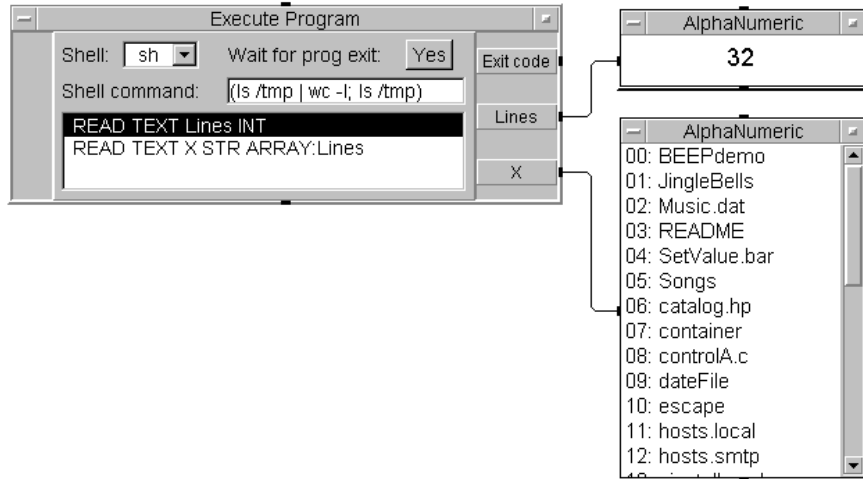 Execute Program
Shell: sh Wait for prog exit: Yes
Shell command: (ls /tmp | wc -l; ls /tmp)
READ TEXT Lines INT
READ TEXT X STR ARRAY:Lines
Exit code
Lines
X
AlphaNumeric
32
AlphaNumeric
00: BEEPdemo
01: JingleBells
02: Music.dat
03: README
04: SetValue.bar
05: Songs
06: catalog.hp
07: container
08: controlA.c
09: dateFile
10: escape
11: hosts.local
12: hosts.smtp